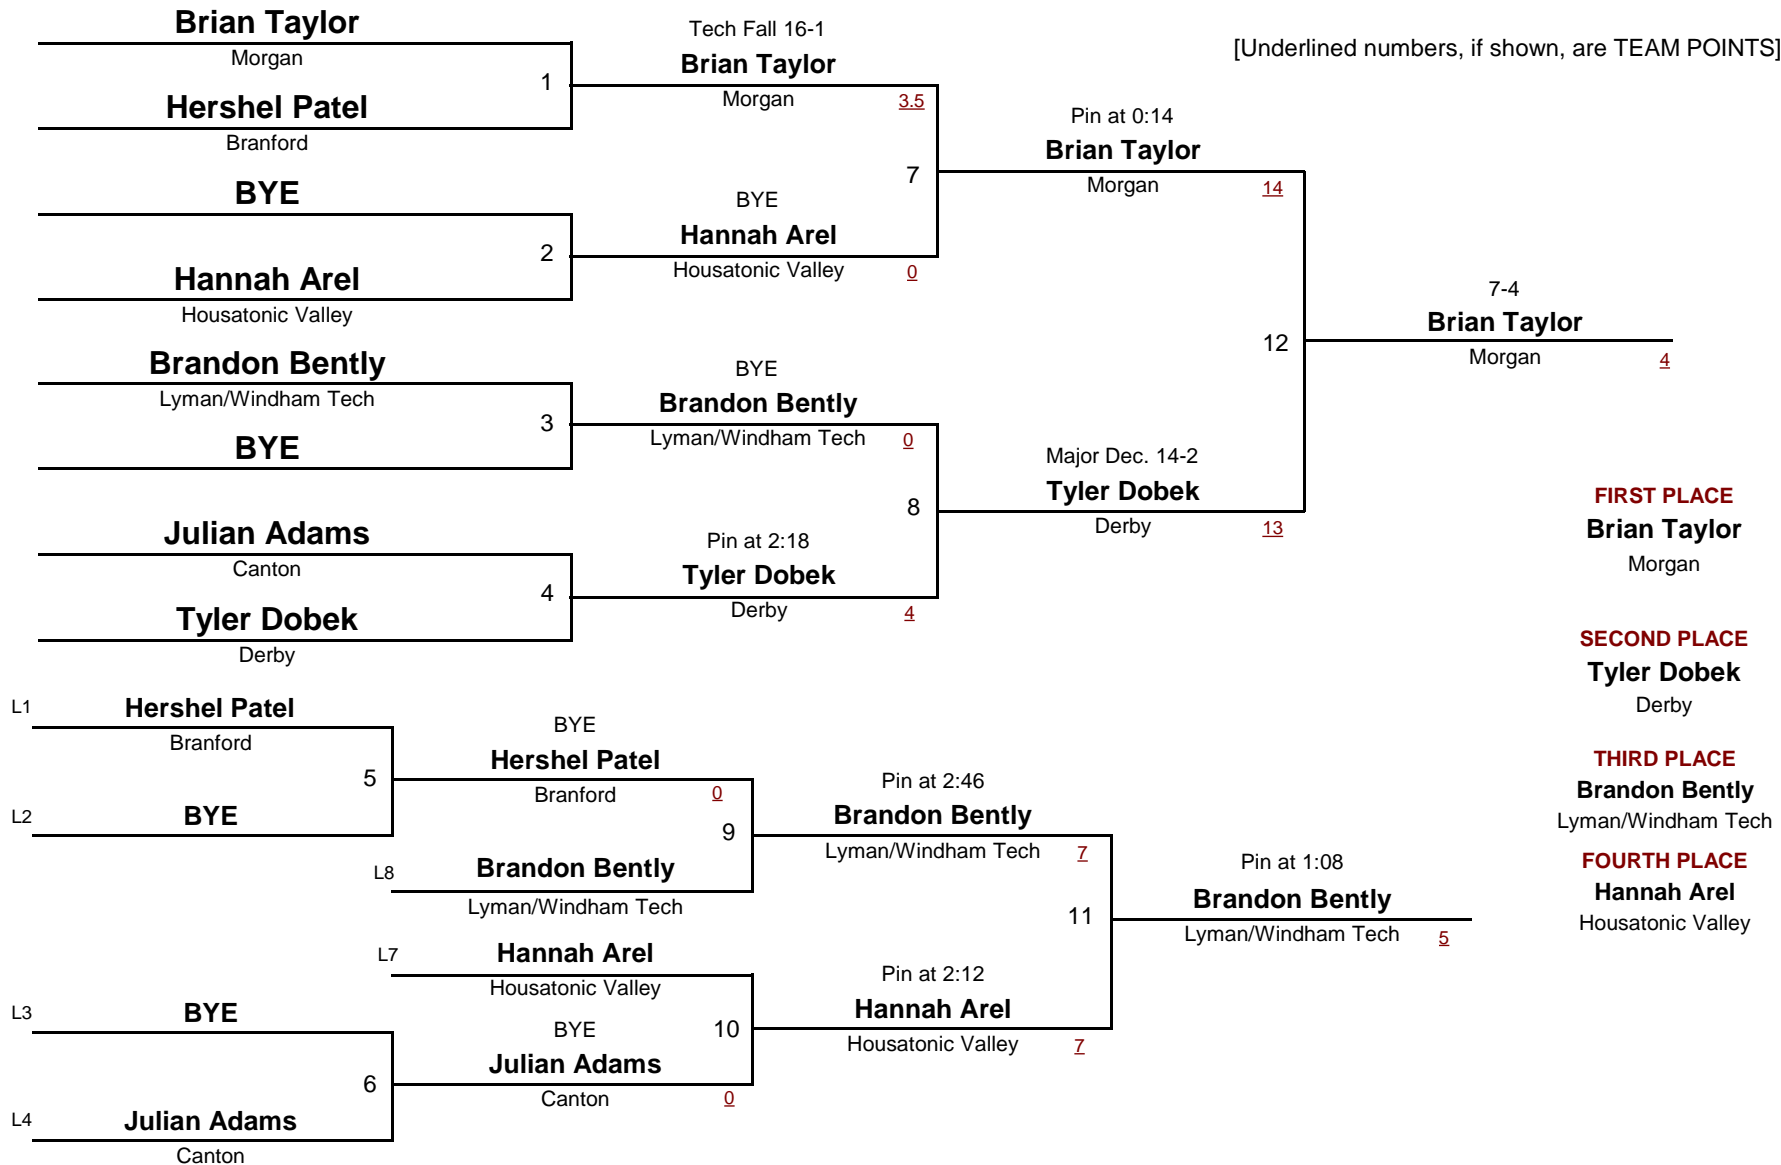 Brian Taylor
Morgan
1
Hershel Patel
Branford
BYE
2
Hannah Arel
Housatonic Valley
Brandon Bently
Lyman/Windham Tech
3
BYE
Julian Adams
Canton
4
Tyler Dobek
Derby
Tech Fall 16-1
Brian Taylor
Morgan 3.5
7
BYE
Hannah Arel
Housatonic Valley 0
BYE
Brandon Bently
Lyman/Windham Tech 0
8
Pin at 2:18
Tyler Dobek
Derby 4
[Underlined numbers, if shown, are TEAM POINTS]
Pin at 0:14
Brian Taylor
Morgan 14
12
Major Dec. 14-2
Tyler Dobek
Derby 13
7-4
Brian Taylor
Morgan 4
FIRST PLACE
Brian Taylor
Morgan
SECOND PLACE
Tyler Dobek
Derby
THIRD PLACE
Brandon Bently
Lyman/Windham Tech
FOURTH PLACE
Hannah Arel
Housatonic Valley
L1 Hershel Patel
Branford
5
L2 BYE
L3 BYE
6
L4 Julian Adams
Canton
BYE
Hershel Patel
Branford 0
9
L8 Brandon Bently
Lyman/Windham Tech
L7 Hannah Arel
Housatonic Valley
10
BYE
Julian Adams
Canton 0
Pin at 2:46
Brandon Bently
Lyman/Windham Tech 7
11
Pin at 2:12
Hannah Arel
Housatonic Valley 7
Pin at 1:08
Brandon Bently
Lyman/Windham Tech 5